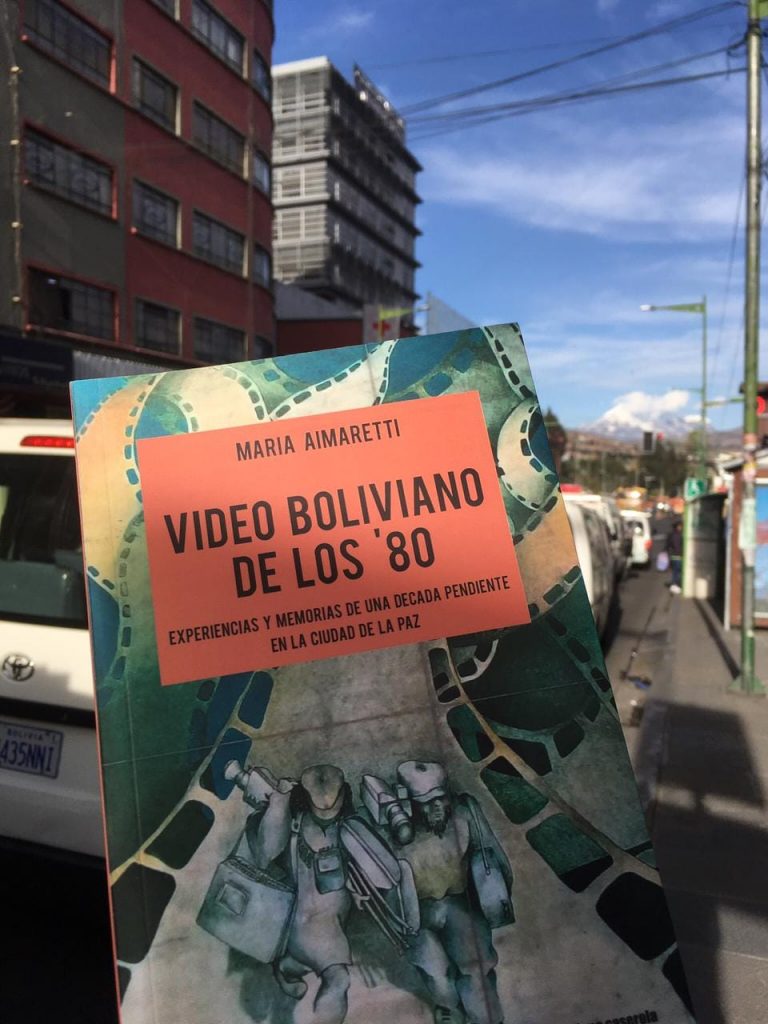 MARIA AIMARETTI
VIDEO BOLIVIANO
DE LOS '80
EXPERIENCIAS Y MEMORIAS DE UNA DECADA PENDIENTE
EN LA CIUDAD DE LA PAZ
BOLIVIA
435NNI